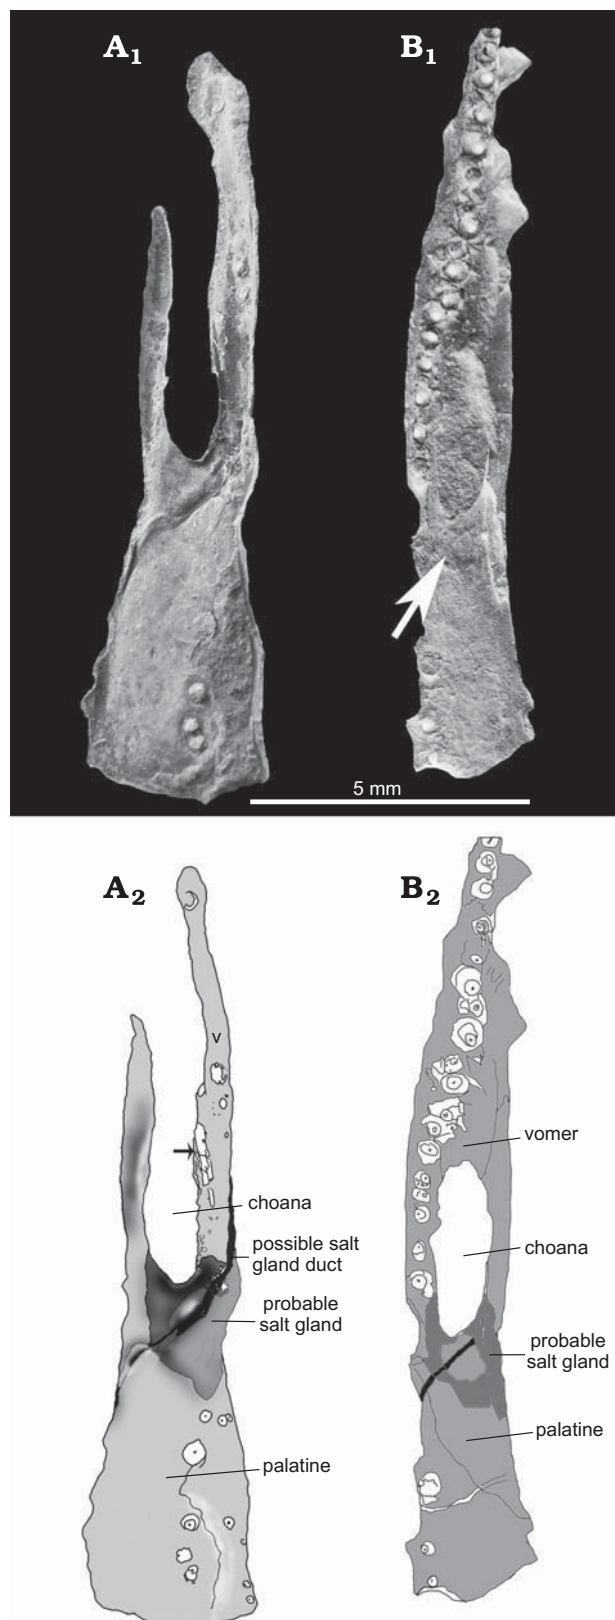 A₁
B₁
5 mm
A₂
B₂
v
vomer
choana
choana
possible salt
gland duct
probable
salt gland
probable
salt gland
palatine
palatine